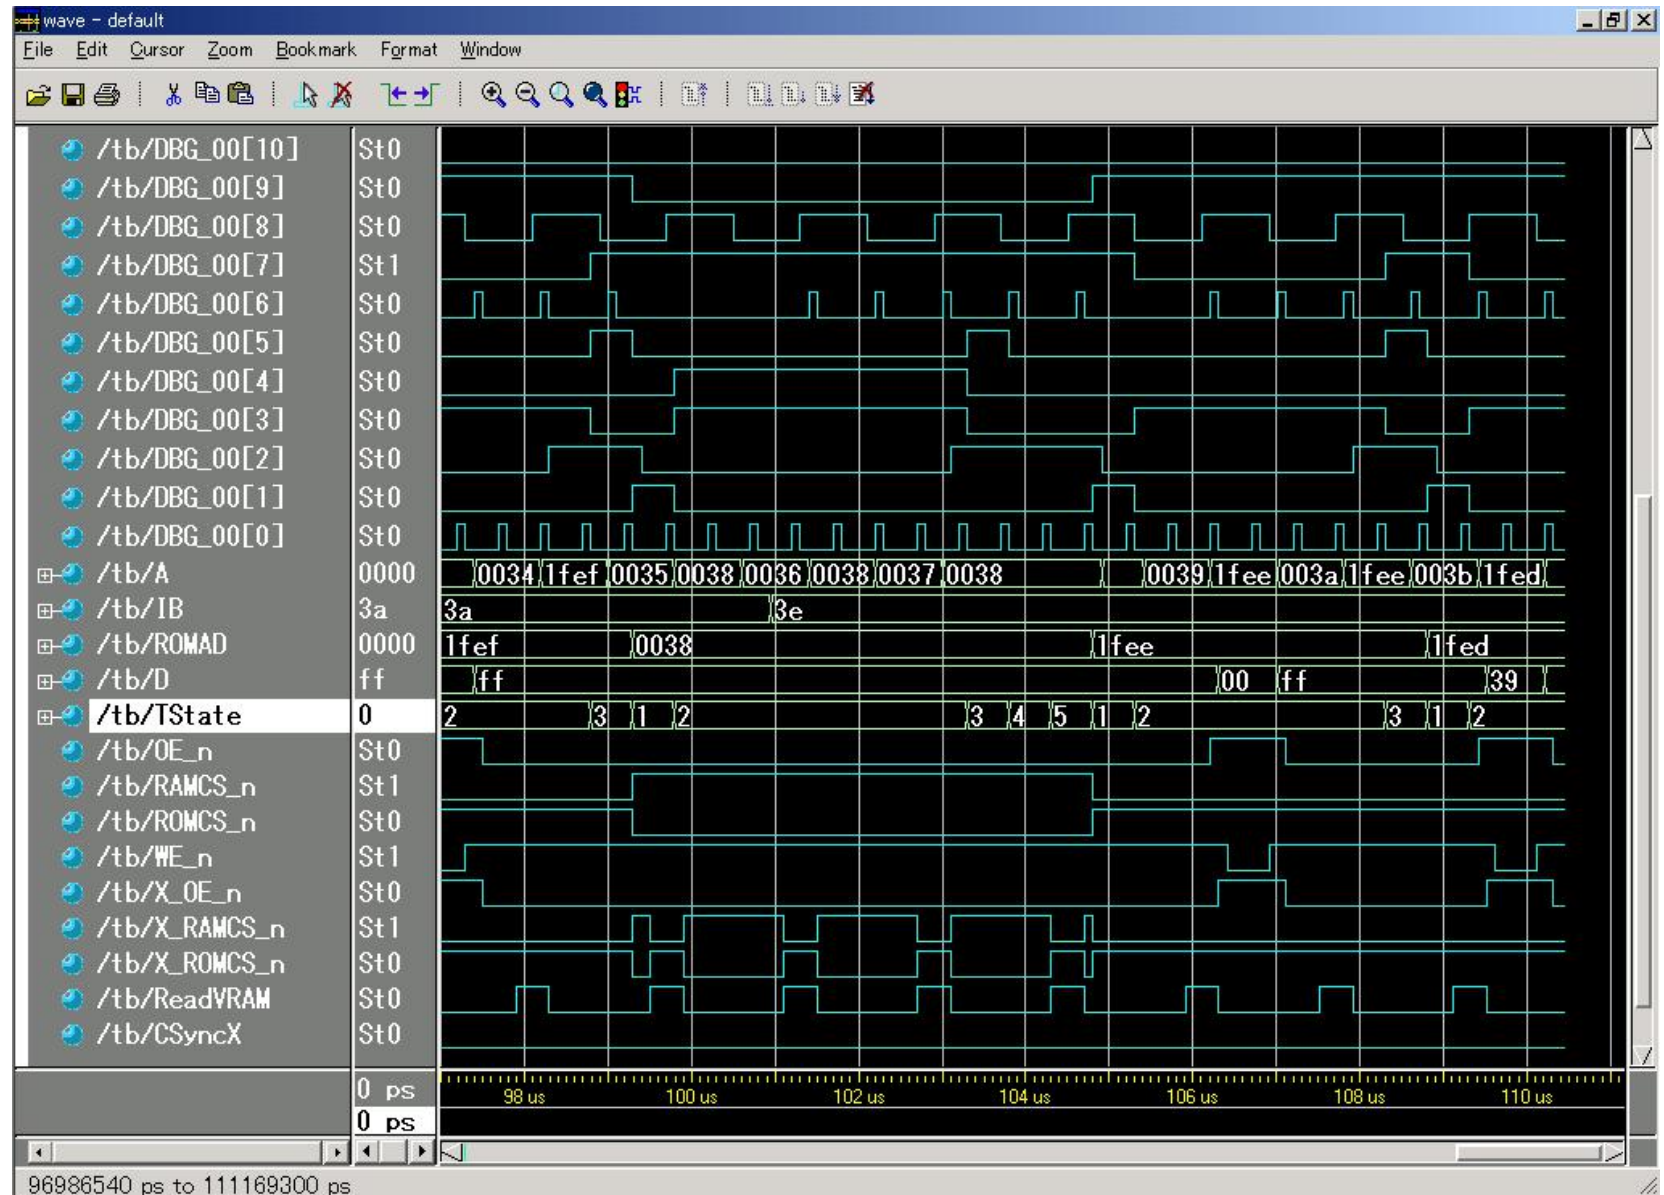 wave - default
File Edit Cursor Zoom Bookmark Format Window
/tb/DBG_00[10] St0
/tb/DBG_00[9] St0
/tb/DBG_00[8] St0
/tb/DBG_00[7] St1
/tb/DBG_00[6] St0
/tb/DBG_00[5] St0
/tb/DBG_00[4] St0
/tb/DBG_00[3] St0
/tb/DBG_00[2] St0
/tb/DBG_00[1] St0
/tb/DBG_00[0] St0
/tb/A 0000 0034 1fef 0035 0038 0036 0038 0037 0038 0039 1fee 003a 1fee 003b 1fed
/tb/IB 3a 3a 3e
/tb/ROMAD 0000 1fef 0038 1fee 1fed
/tb/D ff ff 00 ff 39
/tb/TState 0 2 3 1 2 3 4 5 1 2 3 1 2
/tb/OE_n St0
/tb/RAMCS_n St1
/tb/ROMCS_n St0
/tb/WE_n St1
/tb/X_OE_n St0
/tb/X_RAMCS_n St1
/tb/X_ROMCS_n St0
/tb/ReadVRAM St0
/tb/CSyncX St0
0 ps 98 us 100 us 102 us 104 us 106 us 108 us 110 us
0 ps
96986540 ps to 111169300 ps